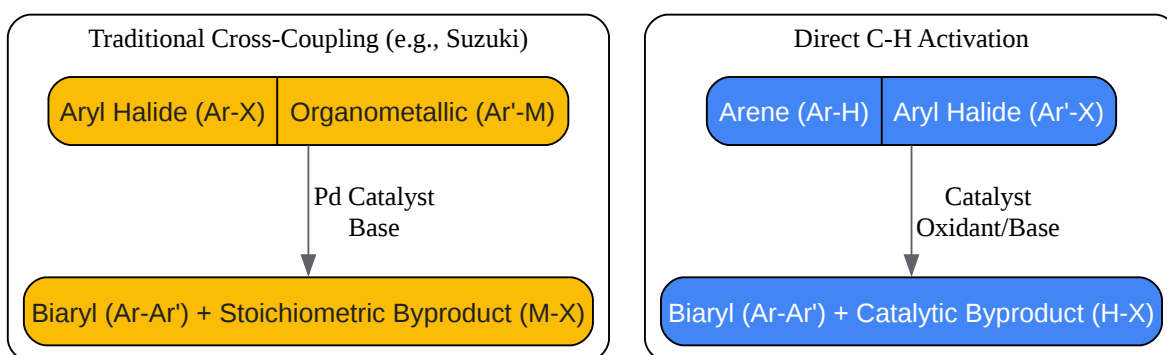 Traditional Cross-Coupling (e.g., Suzuki)
Aryl Halide (Ar-X)
Organometallic (Ar'-M)
Pd Catalyst
Base
Biaryl (Ar-Ar') + Stoichiometric Byproduct (M-X)
Direct C-H Activation
Arene (Ar-H)
Aryl Halide (Ar'-X)
Catalyst
Oxidant/Base
Biaryl (Ar-Ar') + Catalytic Byproduct (H-X)